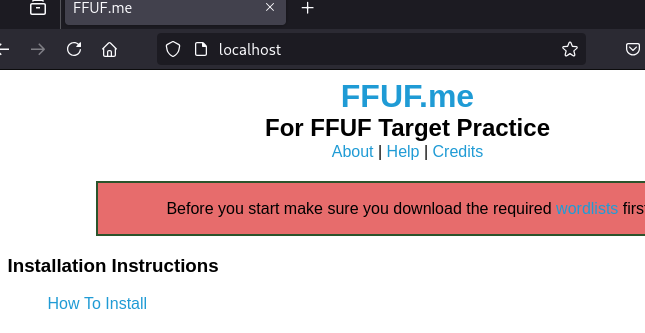 FFUF.me
localhost
FFUF.me
For FFUF Target Practice
About | Help | Credits
Before you start make sure you download the required wordlists
Installation Instructions
How To Install